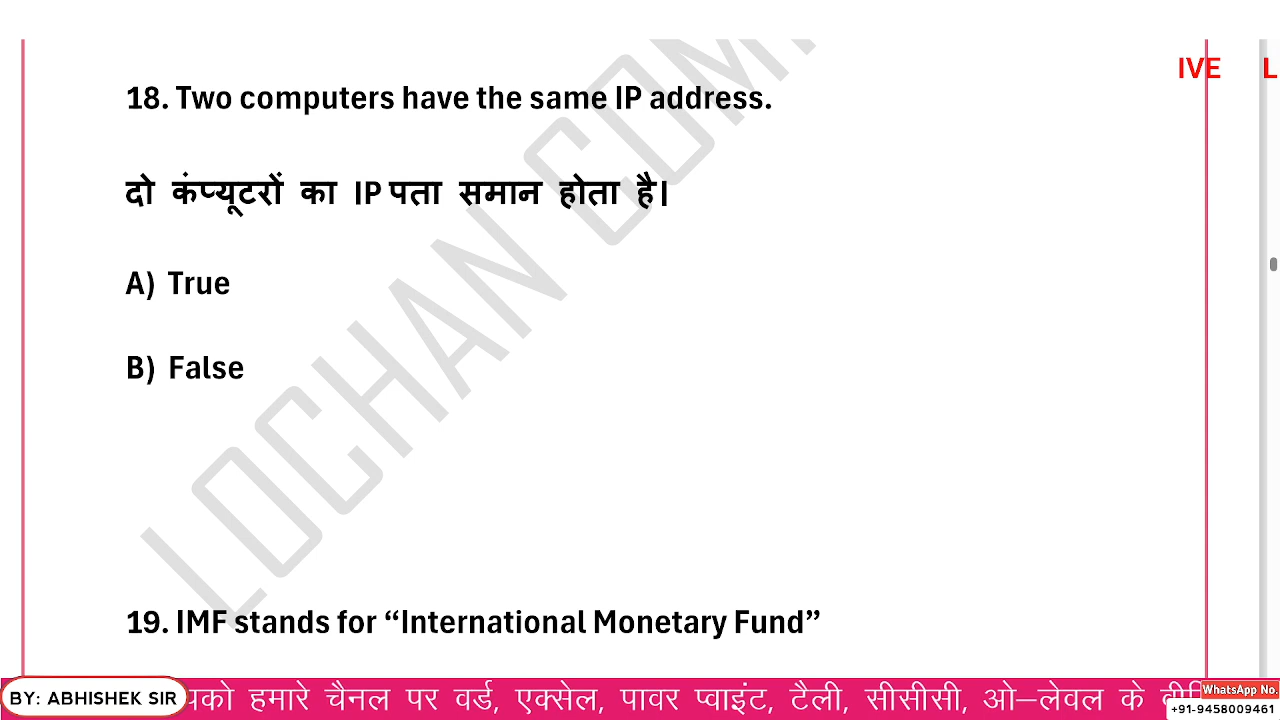 IVE L
18. Two computers have the same IP address.
दो कंप्यूटरों का IP पता समान होता है।
A) True
B) False
LOCHAN COM
19. IMF stands for “International Monetary Fund”
BY: ABHISHEK SIR
पको हमारे चैनल पर वर्ड, एक्सेल, पावर प्वाइंट, टैली, सीसीसी, ओ–लेवल के
WhatsApp No.
+91-9458009461